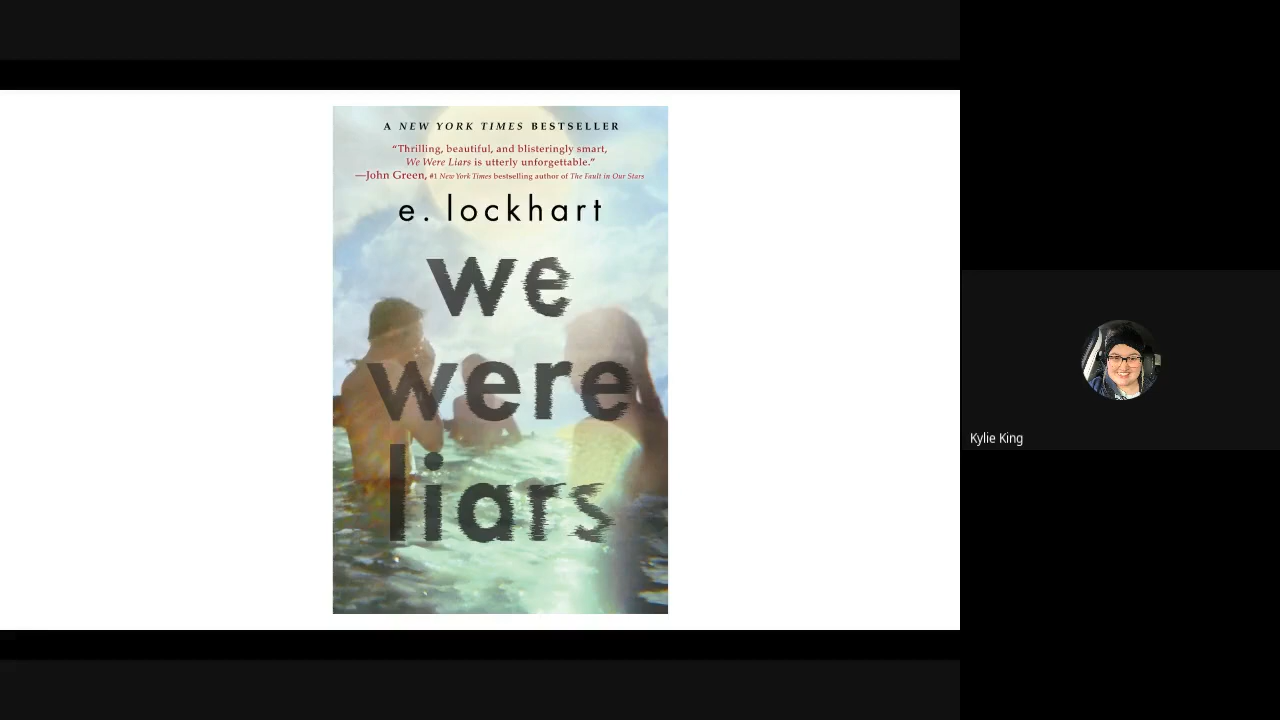 A NEW YORK TIMES BESTSELLER
“Thrilling, beautiful, and blisteringly smart,
We Were Liars is utterly unforgettable.”
—John Green, #1 New York Times bestselling author of The Fault in Our Stars
e. lockhart
we
were
liars
Kylie King